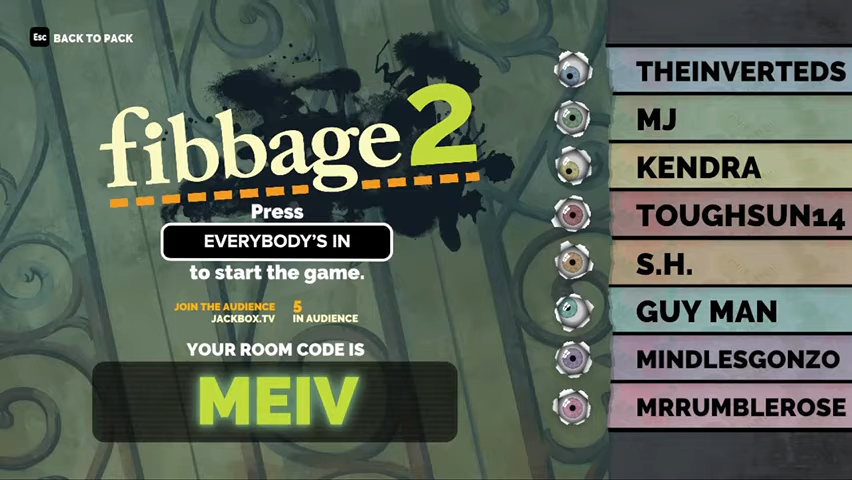 Esc BACK TO PACK
fibbage 2
Press
EVERYBODY'S IN
to start the game.
JOIN THE AUDIENCE
JACKBOX.TV
5
IN AUDIENCE
YOUR ROOM CODE IS
MEIV
THEINVERTEDS
MJ
KENDRA
TOUGHSUN14
S.H.
GUY MAN
MINDLESGONZO
MRRUMBLEROSE